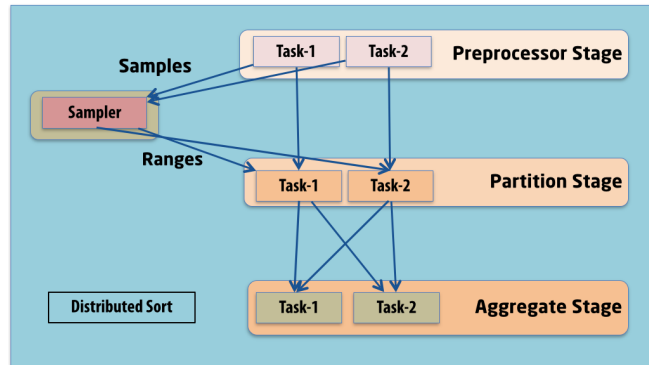 Task-1 Task-2 Preprocessor Stage
Samples
Sampler
Ranges
Task-1 Task-2 Partition Stage
Distributed Sort Task-1 Task-2 Aggregate Stage